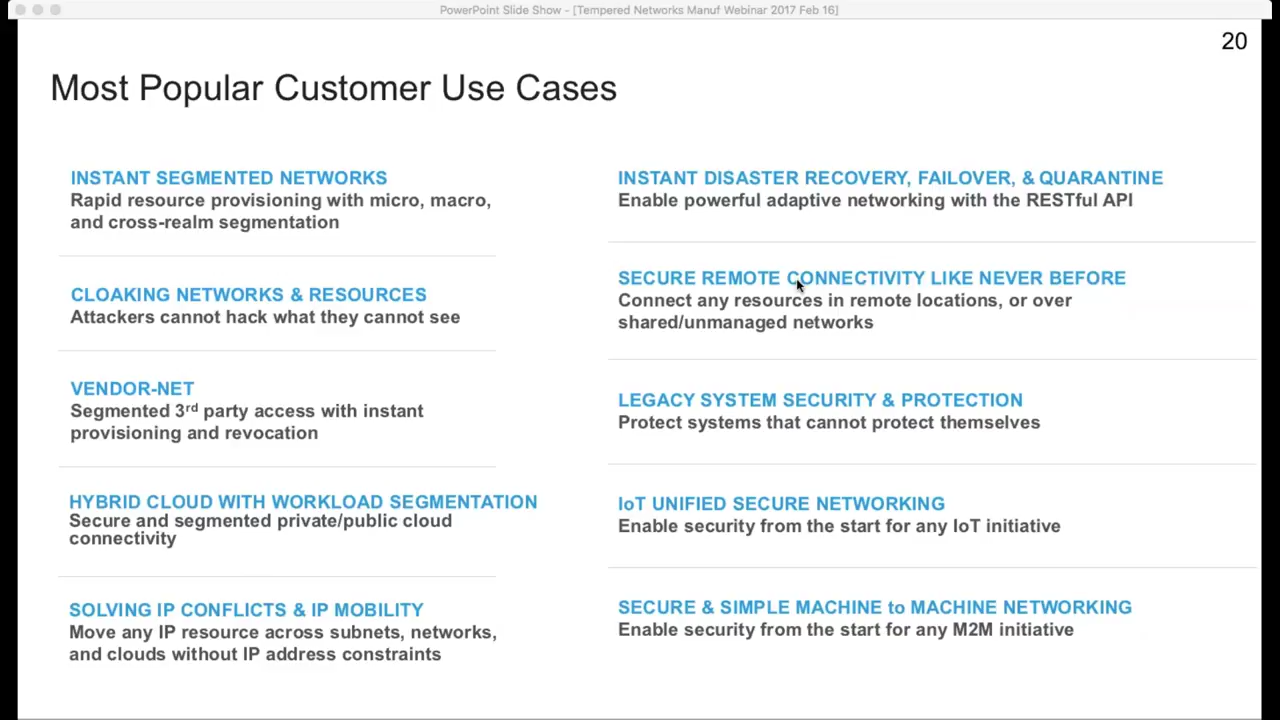 PowerPoint Slide Show - [Tempered Networks Manuf Webinar 2017 Feb 16]
20
Most Popular Customer Use Cases
INSTANT SEGMENTED NETWORKS
Rapid resource provisioning with micro, macro,
and cross-realm segmentation
CLOAKING NETWORKS & RESOURCES
Attackers cannot hack what they cannot see
VENDOR-NET
Segmented 3rd party access with instant
provisioning and revocation
HYBRID CLOUD WITH WORKLOAD SEGMENTATION
Secure and segmented private/public cloud
connectivity
SOLVING IP CONFLICTS & IP MOBILITY
Move any IP resource across subnets, networks,
and clouds without IP address constraints
INSTANT DISASTER RECOVERY, FAILOVER, & QUARANTINE
Enable powerful adaptive networking with the RESTful API
SECURE REMOTE CONNECTIVITY LIKE NEVER BEFORE
Connect any resources in remote locations, or over
shared/unmanaged networks
LEGACY SYSTEM SECURITY & PROTECTION
Protect systems that cannot protect themselves
IoT UNIFIED SECURE NETWORKING
Enable security from the start for any IoT initiative
SECURE & SIMPLE MACHINE to MACHINE NETWORKING
Enable security from the start for any M2M initiative